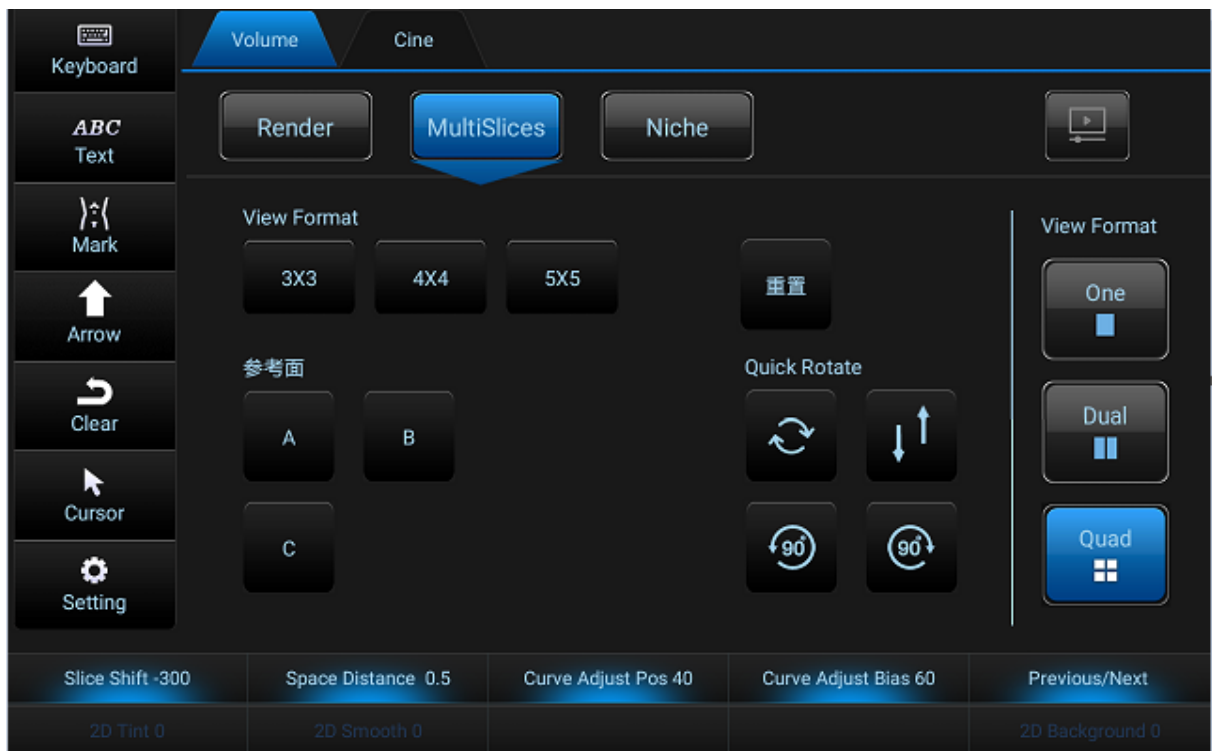 Keyboard
Volume
Cine
ABC
Text
Render
MultiSlices
Niche
Mark
View Format
View Format
3X3
4X4
5X5
重置
One
Arrow
参考面
Quick Rotate
Clear
A
B
Dual
Cursor
C
90°
90°
Quad
Setting
Slice Shift -300
Space Distance 0.5
Curve Adjust Pos 40
Curve Adjust Bias 60
Previous/Next
2D Tint 0
2D Smooth 0
2D Background 0